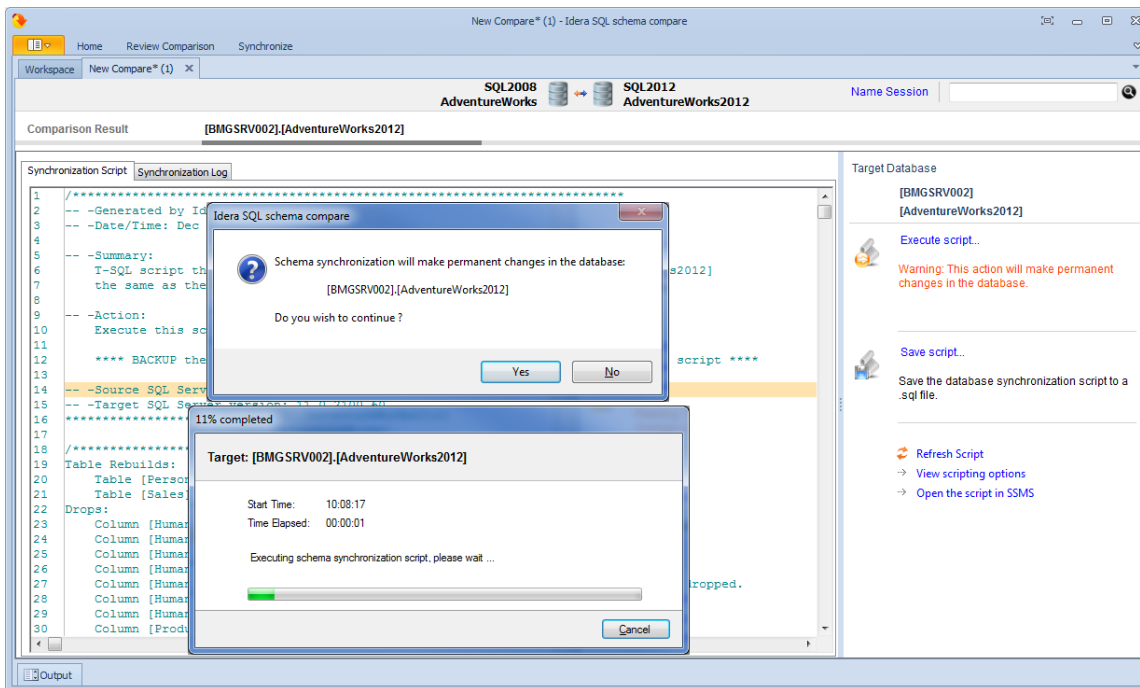 New Compare* (1) - Idera SQL schema compare
Home Review Comparison Synchronize
Workspace New Compare* (1)
SQL2008 SQL2012
AdventureWorks AdventureWorks2012
Name Session
Comparison Result [BMGSRV002].[AdventureWorks2012]
Synchronization Script Synchronization Log
1 /***************************************************************************
2 -- -Generated by Id
3 -- -Date/Time: Dec
4
5 -- -Summary:
6 T-SQL script th s2012]
7 the same as the
8
9 -- -Action:
10 Execute this sc
11
12 **** BACKUP the script ****
13
14 -- -Source SQL Serv
15 -- -Target SQL Server Version: 11.0.2100.60
16 *****************
17
18 /****************
19 Table Rebuilds:
20 Table [Person
21 Table [Sales]
22 Drops:
23 Column [Human
24 Column [Human
25 Column [Human
26 Column [Human
27 Column [Human dropped.
28 Column [Human
29 Column [Human
30 Column [Produ
Idera SQL schema compare
Schema synchronization will make permanent changes in the database:
[BMGSRV002].[AdventureWorks2012]
Do you wish to continue ?
Yes No
11% completed
Target: [BMGSRV002].[AdventureWorks2012]
Start Time: 10:08:17
Time Elapsed: 00:00:01
Executing schema synchronization script, please wait ...
Cancel
Target Database
[BMGSRV002]
[AdventureWorks2012]
Execute script...
Warning: This action will make permanent
changes in the database.
Save script...
Save the database synchronization script to a
.sql file.
Refresh Script
View scripting options
Open the script in SSMS
Output